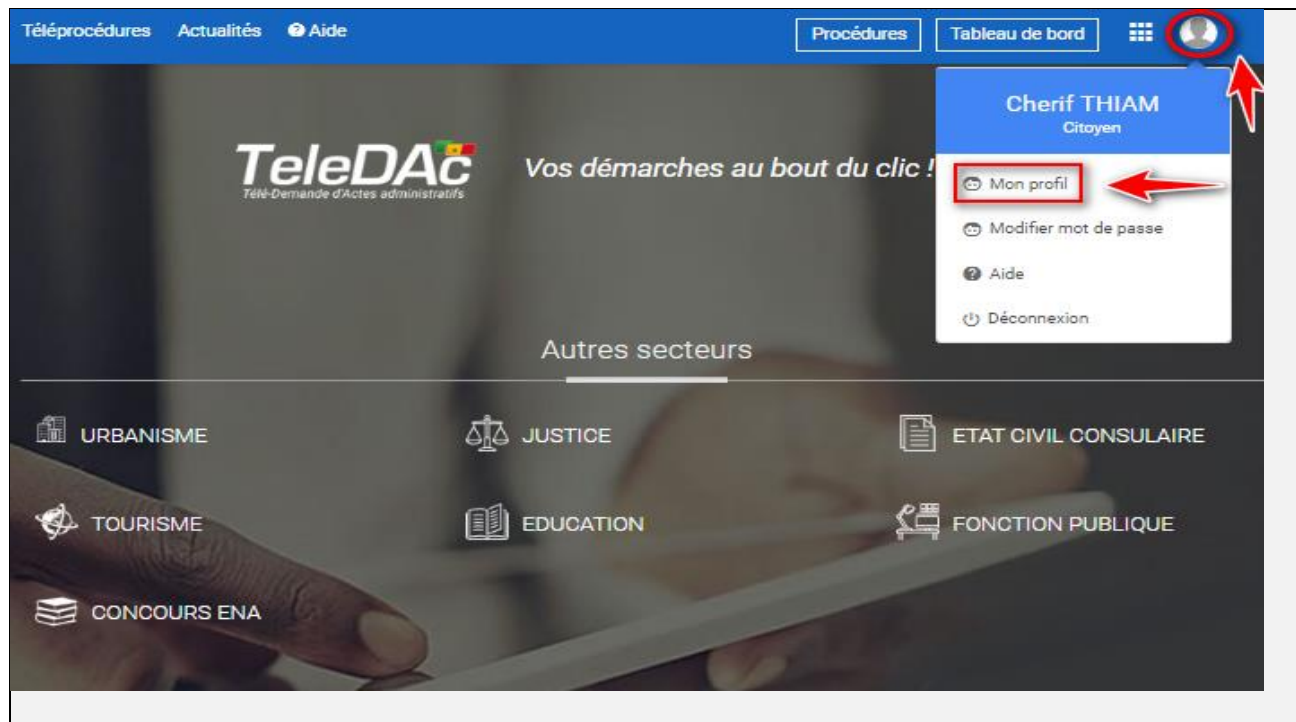 Téléprocédures Actualités Aide Procédures Tableau de bord
Cherif THIAM
Citoyen
TeleDAc
Télé-Demande d'Actes administratifs
Vos démarches au bout du clic !
Mon profil
Modifier mot de passe
Aide
Déconnexion
Autres secteurs
URBANISME JUSTICE ETAT CIVIL CONSULAIRE
TOURISME EDUCATION FONCTION PUBLIQUE
CONCOURS ENA